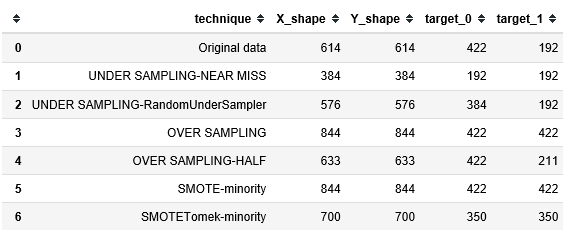 technique X_shape Y_shape target_0 target_1
0 Original data 614 614 422 192
1 UNDER SAMPLING-NEAR MISS 384 384 192 192
2 UNDER SAMPLING-RandomUnderSampler 576 576 384 192
3 OVER SAMPLING 844 844 422 422
4 OVER SAMPLING-HALF 633 633 422 211
5 SMOTE-minority 844 844 422 422
6 SMOTETomek-minority 700 700 350 350